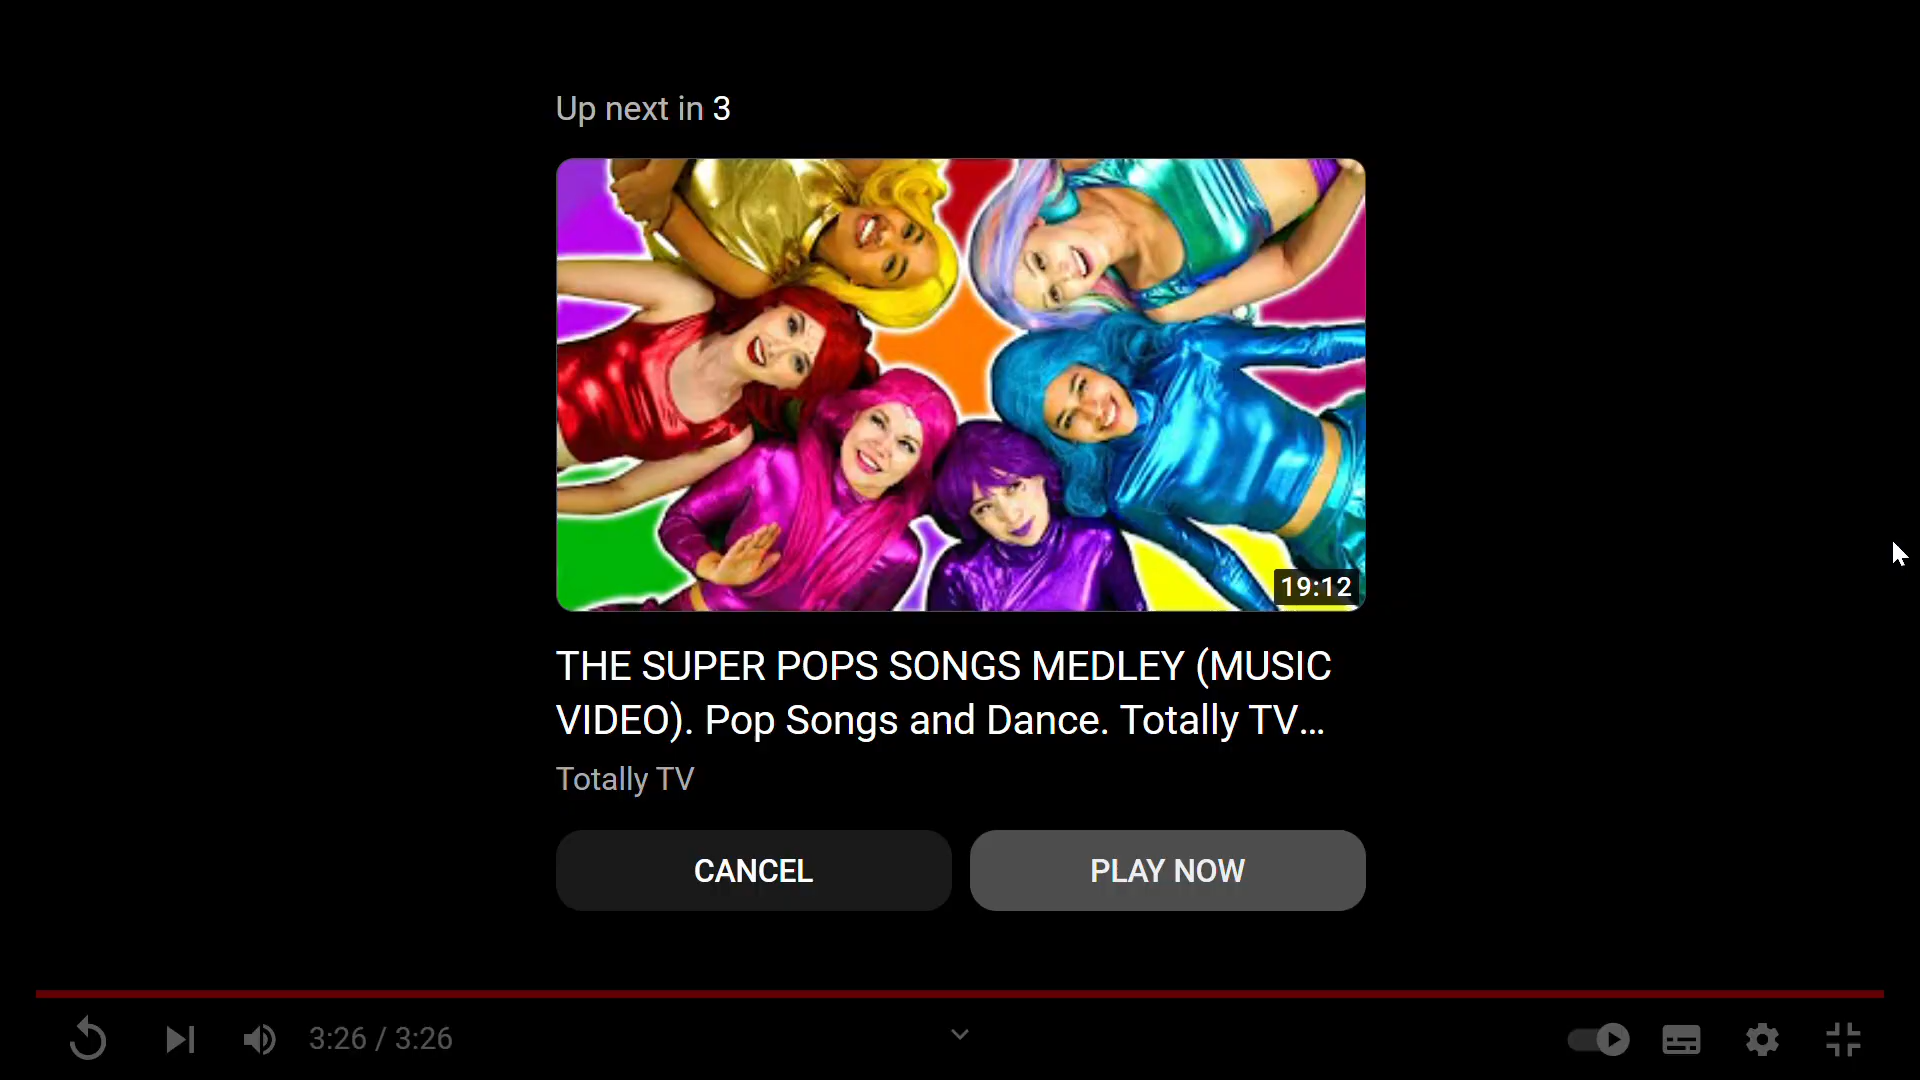 Up next in 3
19:12
THE SUPER POPS SONGS MEDLEY (MUSIC
VIDEO). Pop Songs and Dance. Totally TV...
Totally TV
CANCEL
PLAY NOW
3:26 / 3:26